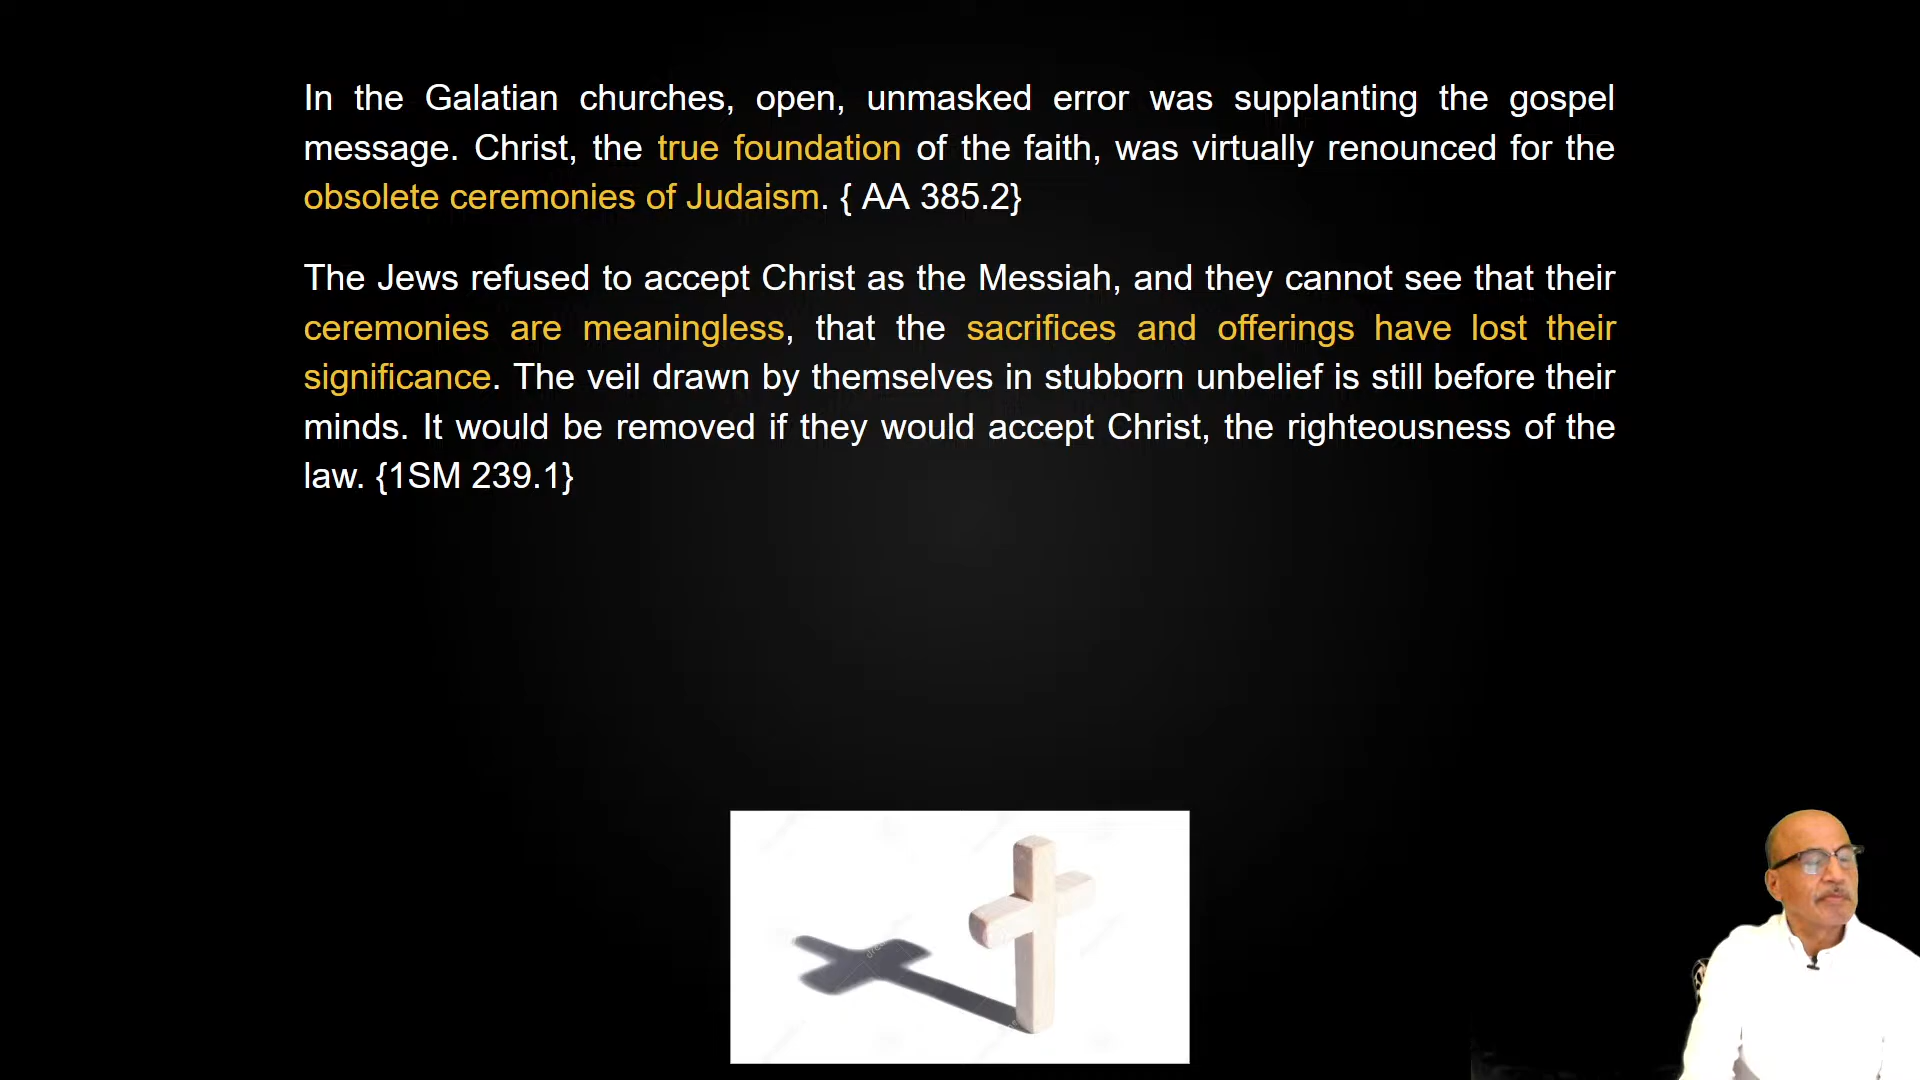 In the Galatian churches, open, unmasked error was supplanting the gospel
message. Christ, the true foundation of the faith, was virtually renounced for the
obsolete ceremonies of Judaism. { AA 385.2}
The Jews refused to accept Christ as the Messiah, and they cannot see that their
ceremonies are meaningless, that the sacrifices and offerings have lost their
significance. The veil drawn by themselves in stubborn unbelief is still before their
minds. It would be removed if they would accept Christ, the righteousness of the
law. {1SM 239.1}